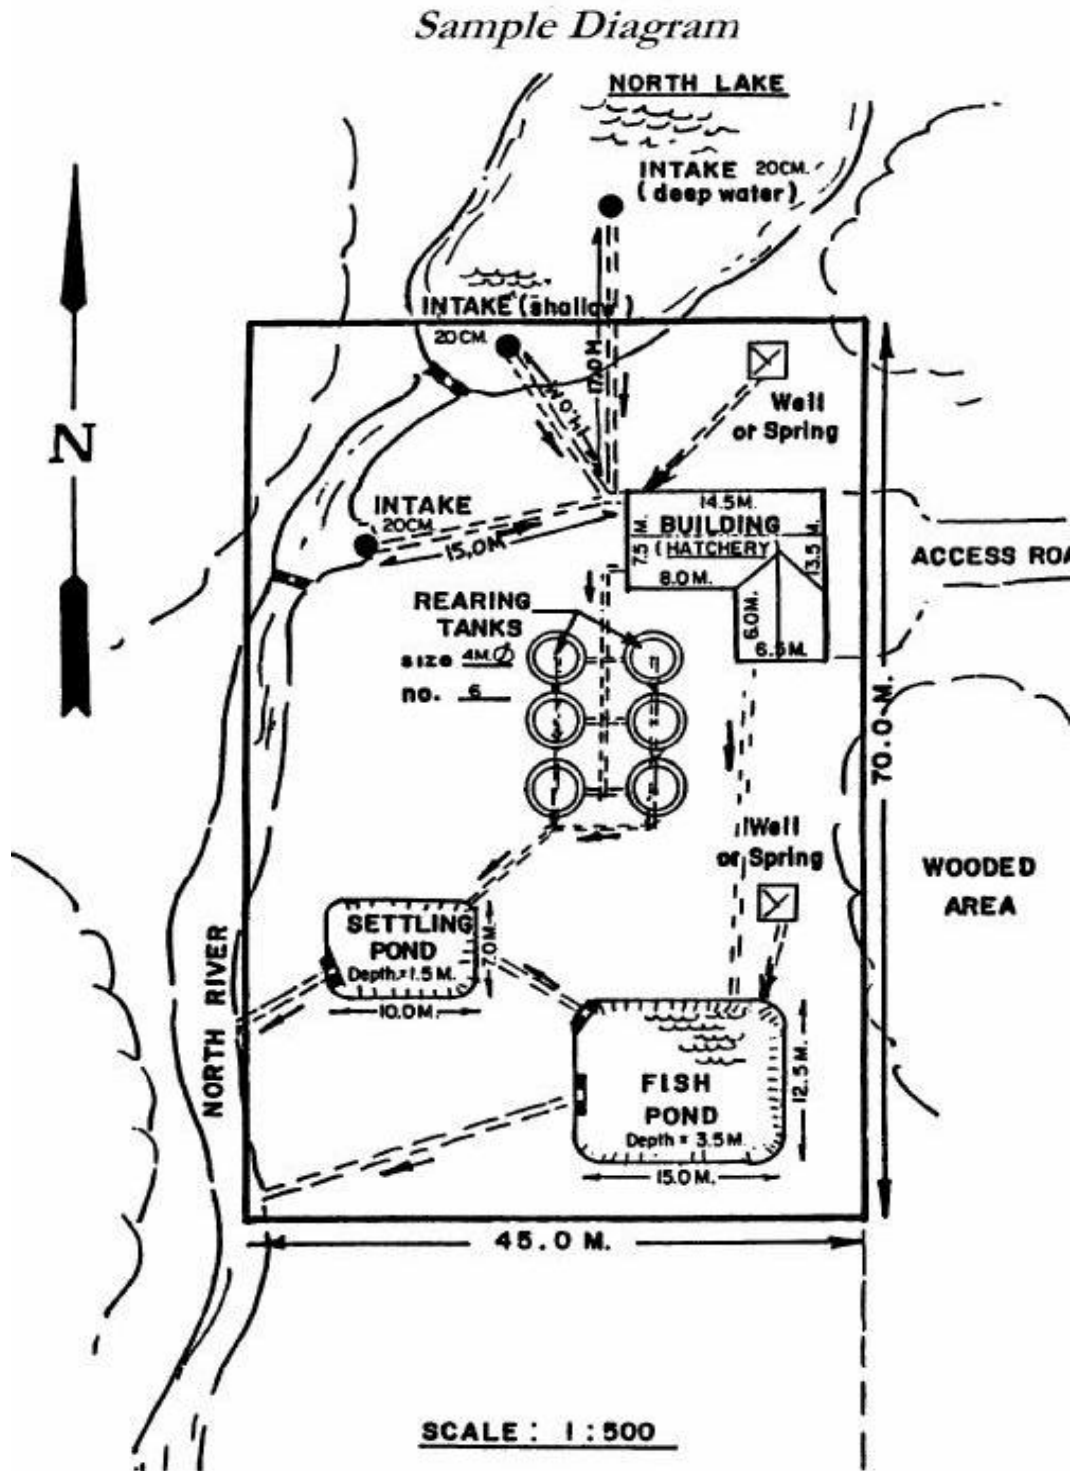 Sample Diagram
NORTH LAKE
INTAKE 20CM.
(deep water)
INTAKE (shallow)
20CM.
17.0M
14.0M
Well
or Spring
N
INTAKE
20CM.
15.0M
14.5M.
BUILDING
(HATCHERY)
7.5 M.
13.5 M.
8.0M.
6.0M.
6.5M.
ACCESS ROA
REARING
TANKS
size 4M.∅
no. 6
70.0 M.
Well
or Spring
WOODED
AREA
SETTLING
POND
Depth = 1.5 M.
7.0M.
10.0M.
NORTH RIVER
FISH
POND
Depth = 3.5M.
12.5 M.
15.0 M.
45.0 M.
SCALE : 1:500